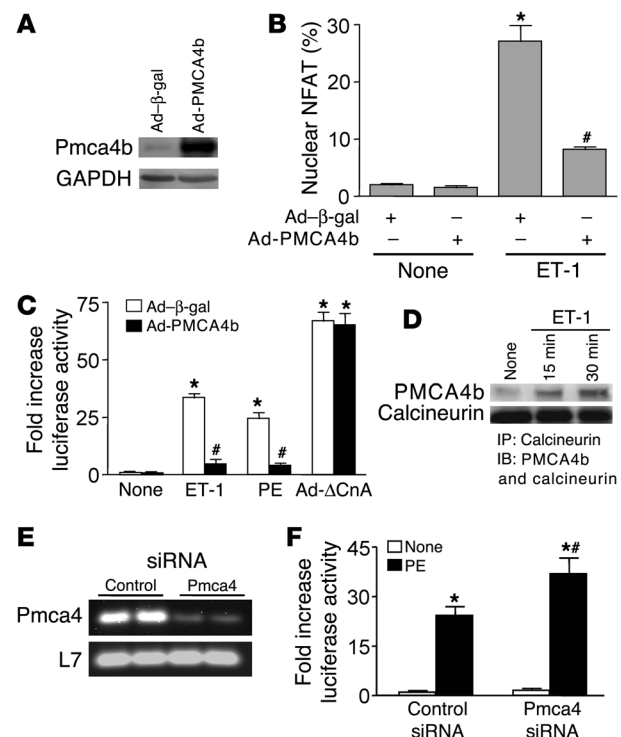 A
Ad–β-gal
Ad-PMCA4b
Pmca4b
GAPDH
B
Nuclear NFAT (%)
30
20
10
0
Ad–β-gal + – + –
Ad-PMCA4b – + – +
None ET-1
*
#
C
Fold increase
luciferase activity
75
50
25
0
Ad–β-gal
Ad-PMCA4b
* # * # * *
None ET-1 PE Ad-ΔCnA
D
ET-1
None 15 min 30 min
PMCA4b
Calcineurin
IP: Calcineurin
IB: PMCA4b
and calcineurin
E
siRNA
Control Pmca4
Pmca4
L7
F
Fold increase
luciferase activity
45
30
15
0
None
PE
*
*#
Control Pmca4
siRNA siRNA